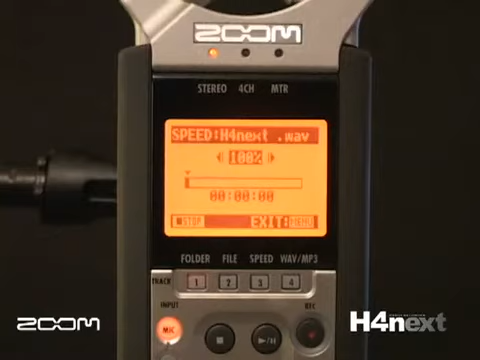 ZOOM
STEREO 4CH MTR
SPEED:H4next .wav
100%
00:00:00
STOP EXIT:MENU
FOLDER FILE SPEED WAV/MP3
TRACK 1 2 3 4
INPUT REC
MIC
ZOOM H4next